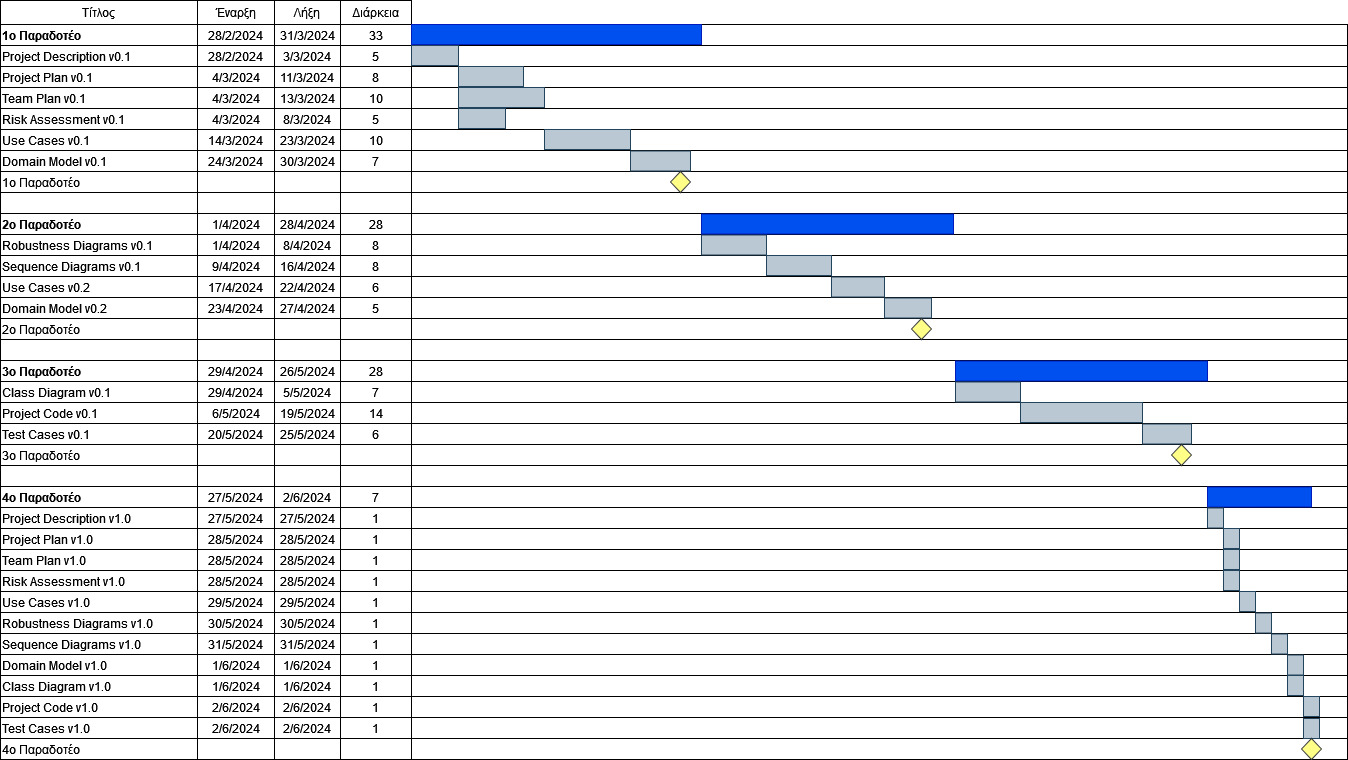 Τίτλος Έναρξη Λήξη Διάρκεια
1ο Παραδοτέο 28/2/2024 31/3/2024 33
Project Description v0.1 28/2/2024 3/3/2024 5
Project Plan v0.1 4/3/2024 11/3/2024 8
Team Plan v0.1 4/3/2024 13/3/2024 10
Risk Assessment v0.1 4/3/2024 8/3/2024 5
Use Cases v0.1 14/3/2024 23/3/2024 10
Domain Model v0.1 24/3/2024 30/3/2024 7
1ο Παραδοτέο
2ο Παραδοτέο 1/4/2024 28/4/2024 28
Robustness Diagrams v0.1 1/4/2024 8/4/2024 8
Sequence Diagrams v0.1 9/4/2024 16/4/2024 8
Use Cases v0.2 17/4/2024 22/4/2024 6
Domain Model v0.2 23/4/2024 27/4/2024 5
2ο Παραδοτέο
3ο Παραδοτέο 29/4/2024 26/5/2024 28
Class Diagram v0.1 29/4/2024 5/5/2024 7
Project Code v0.1 6/5/2024 19/5/2024 14
Test Cases v0.1 20/5/2024 25/5/2024 6
3ο Παραδοτέο
4ο Παραδοτέο 27/5/2024 2/6/2024 7
Project Description v1.0 27/5/2024 27/5/2024 1
Project Plan v1.0 28/5/2024 28/5/2024 1
Team Plan v1.0 28/5/2024 28/5/2024 1
Risk Assessment v1.0 28/5/2024 28/5/2024 1
Use Cases v1.0 29/5/2024 29/5/2024 1
Robustness Diagrams v1.0 30/5/2024 30/5/2024 1
Sequence Diagrams v1.0 31/5/2024 31/5/2024 1
Domain Model v1.0 1/6/2024 1/6/2024 1
Class Diagram v1.0 1/6/2024 1/6/2024 1
Project Code v1.0 2/6/2024 2/6/2024 1
Test Cases v1.0 2/6/2024 2/6/2024 1
4ο Παραδοτέο